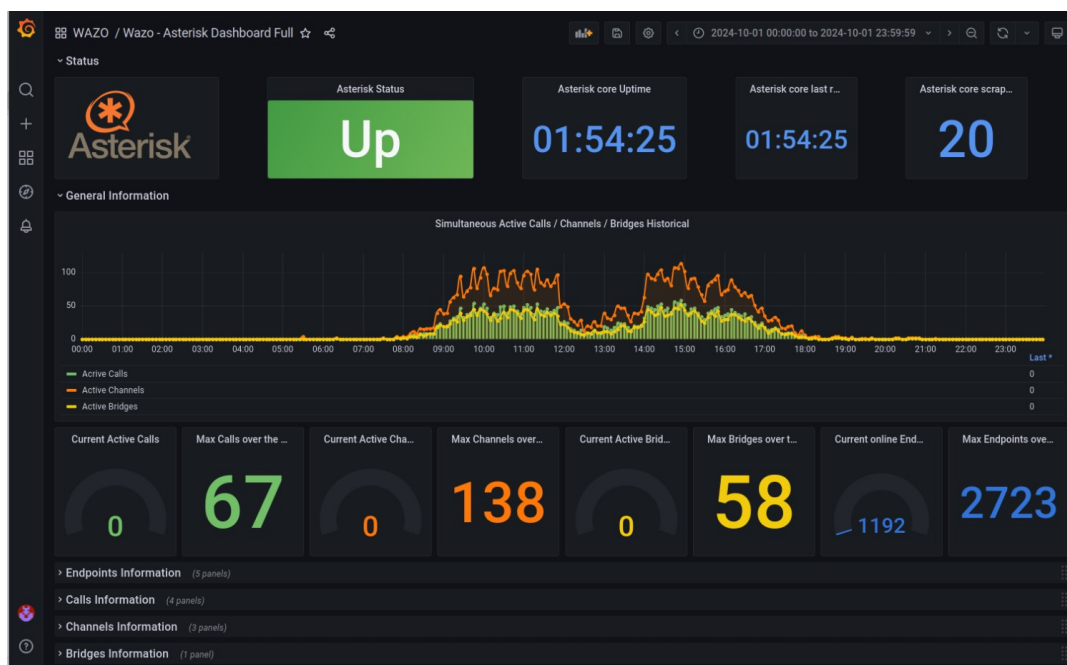 WAZO / Wazo - Asterisk Dashboard Full
2024-10-01 00:00:00 to 2024-10-01 23:59:59
Status
Asterisk
Asterisk Status
Up
Asterisk core Uptime
01:54:25
Asterisk core last r...
01:54:25
Asterisk core scrap...
20
General Information
Simultaneous Active Calls / Channels / Bridges Historical
100
50
0
00:00 01:00 02:00 03:00 04:00 05:00 06:00 07:00 08:00 09:00 10:00 11:00 12:00 13:00 14:00 15:00 16:00 17:00 18:00 19:00 20:00 21:00 22:00 23:00
Last *
Acrive Calls 0
Active Channels 0
Active Bridges 0
Current Active Calls
0
Max Calls over the ...
67
Current Active Cha...
0
Max Channels over...
138
Current Active Brid...
0
Max Bridges over t...
58
Current online End...
1192
Max Endpoints ove...
2723
Endpoints Information (5 panels)
Calls Information (4 panels)
Channels Information (3 panels)
Bridges Information (1 panel)